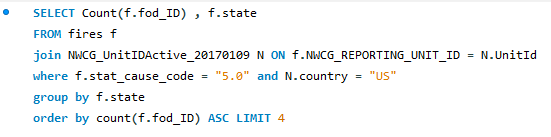 SELECT Count(f.fod_ID) , f.state
FROM fires f
join NWCG_UnitIDActive_20170109 N ON f.NWCG_REPORTING_UNIT_ID = N.UnitId
where f.stat_cause_code = "5.0" and N.country = "US"
group by f.state
order by count(f.fod_ID) ASC LIMIT 4